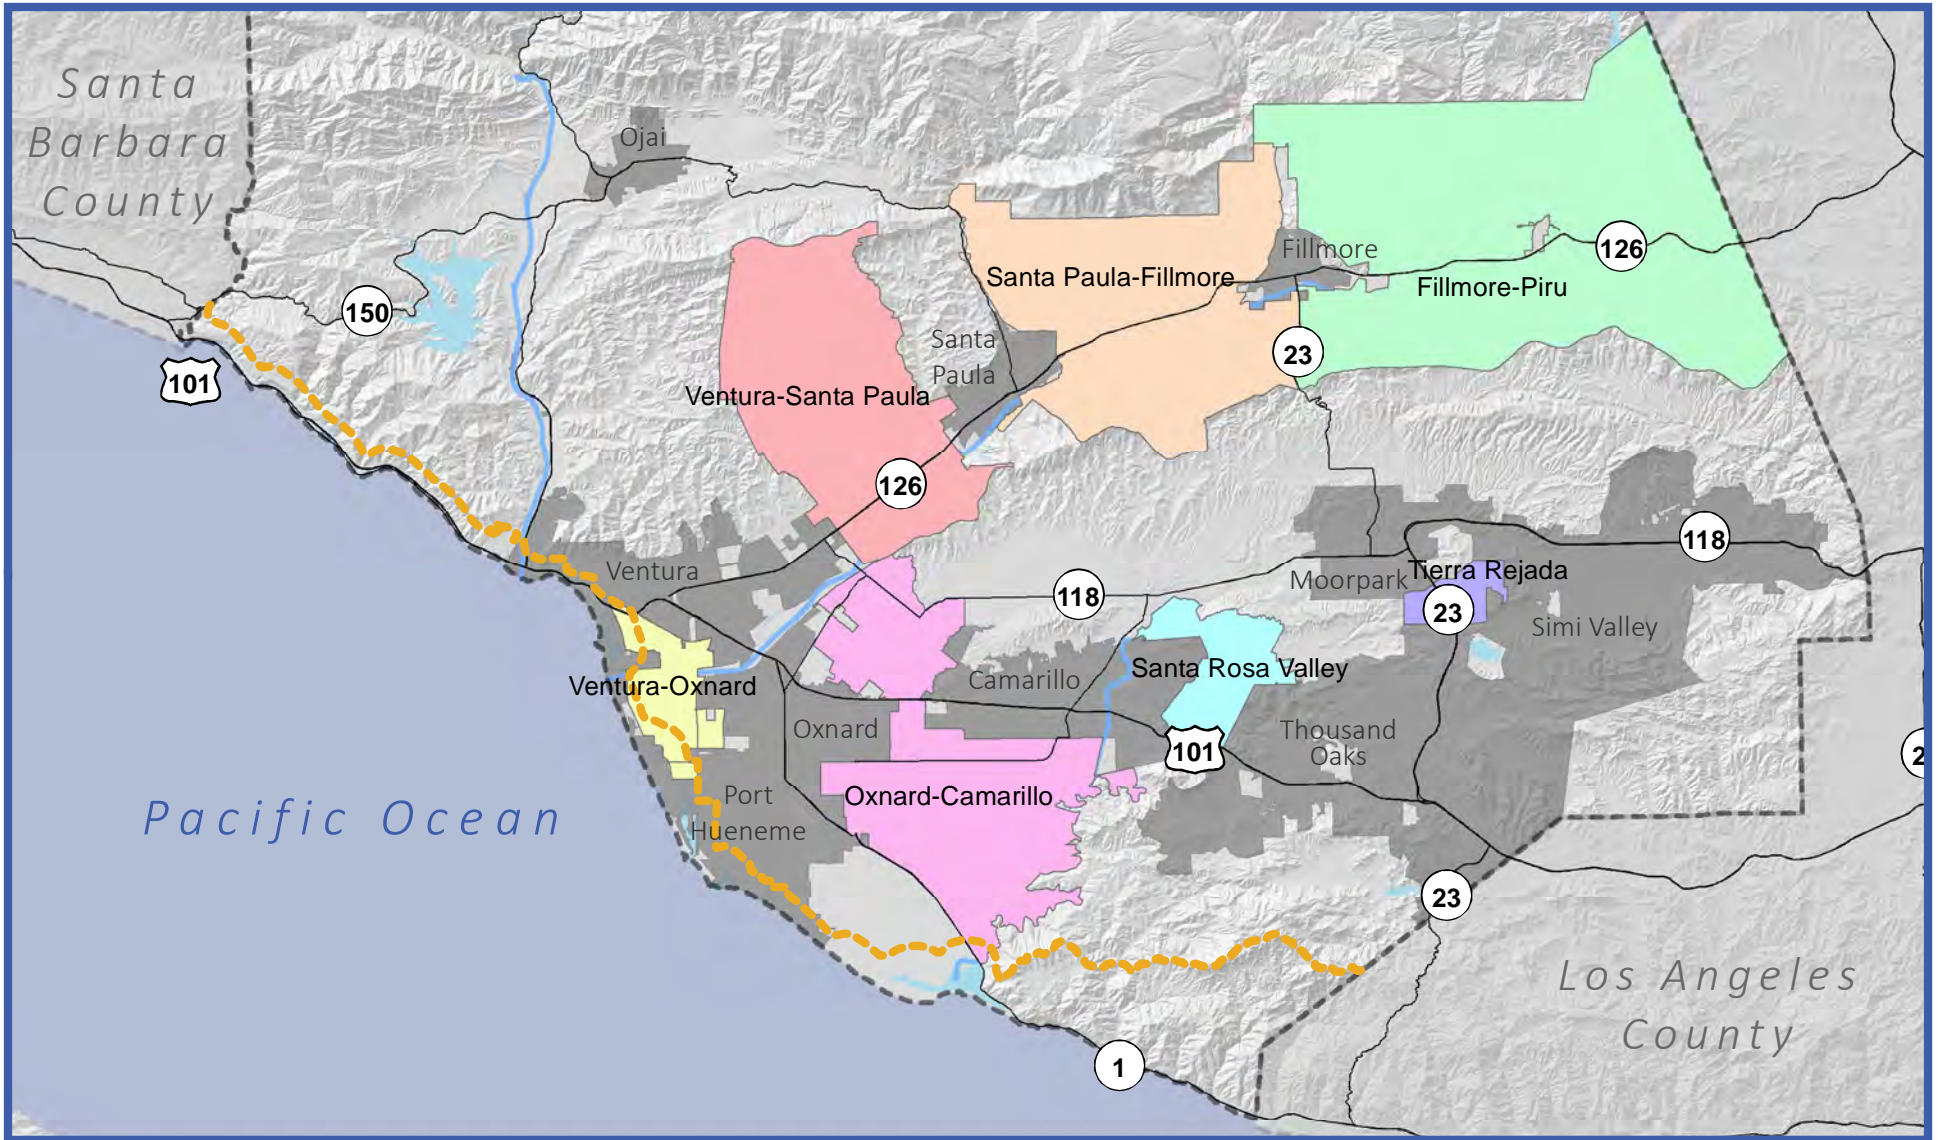 Santa
Barbara
County
Ojai
150
101
Santa Paula-Fillmore
Fillmore
126
Fillmore-Piru
Santa
Paula
23
Ventura-Santa Paula
126
118
Ventura
118
Moorpark
Tierra Rejada
23
Simi Valley
Ventura-Oxnard
Camarillo
Santa Rosa Valley
Oxnard
101
Thousand
Oaks
2
Pacific Ocean
Port
Hueneme
Oxnard-Camarillo
23
Los Angeles
County
1